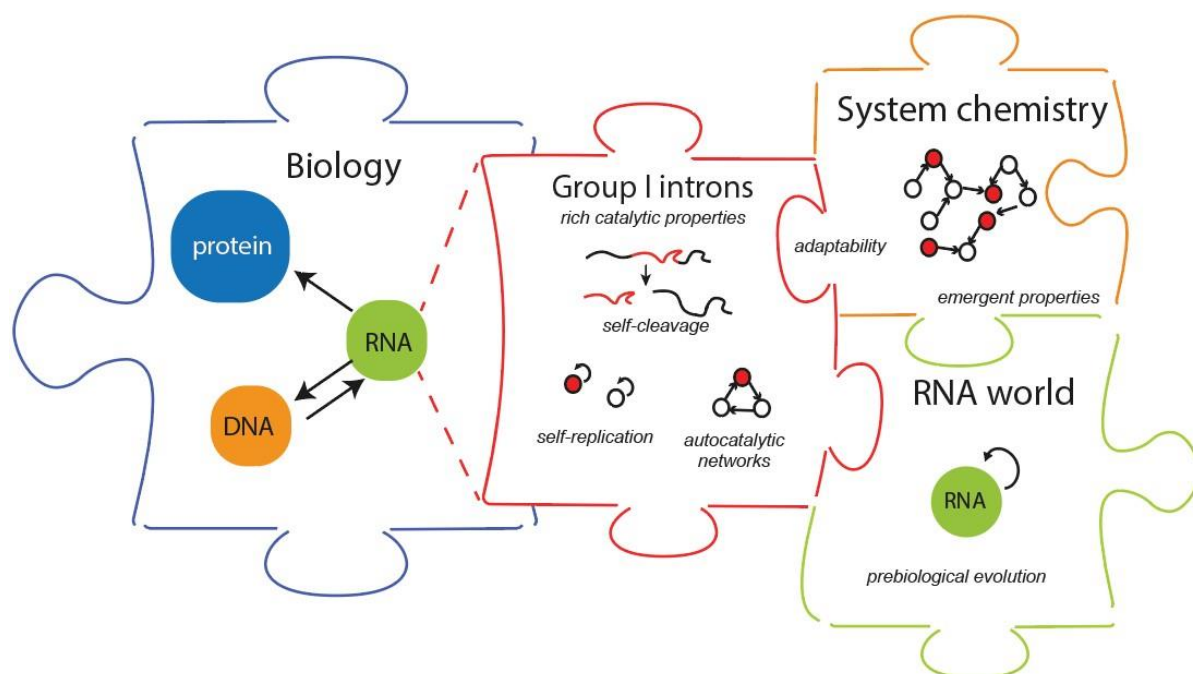 Biology
protein
RNA
DNA
Group I introns
rich catalytic properties
self-cleavage
self-replication
autocatalytic
networks
System chemistry
adaptability
emergent properties
RNA world
RNA
prebiological evolution